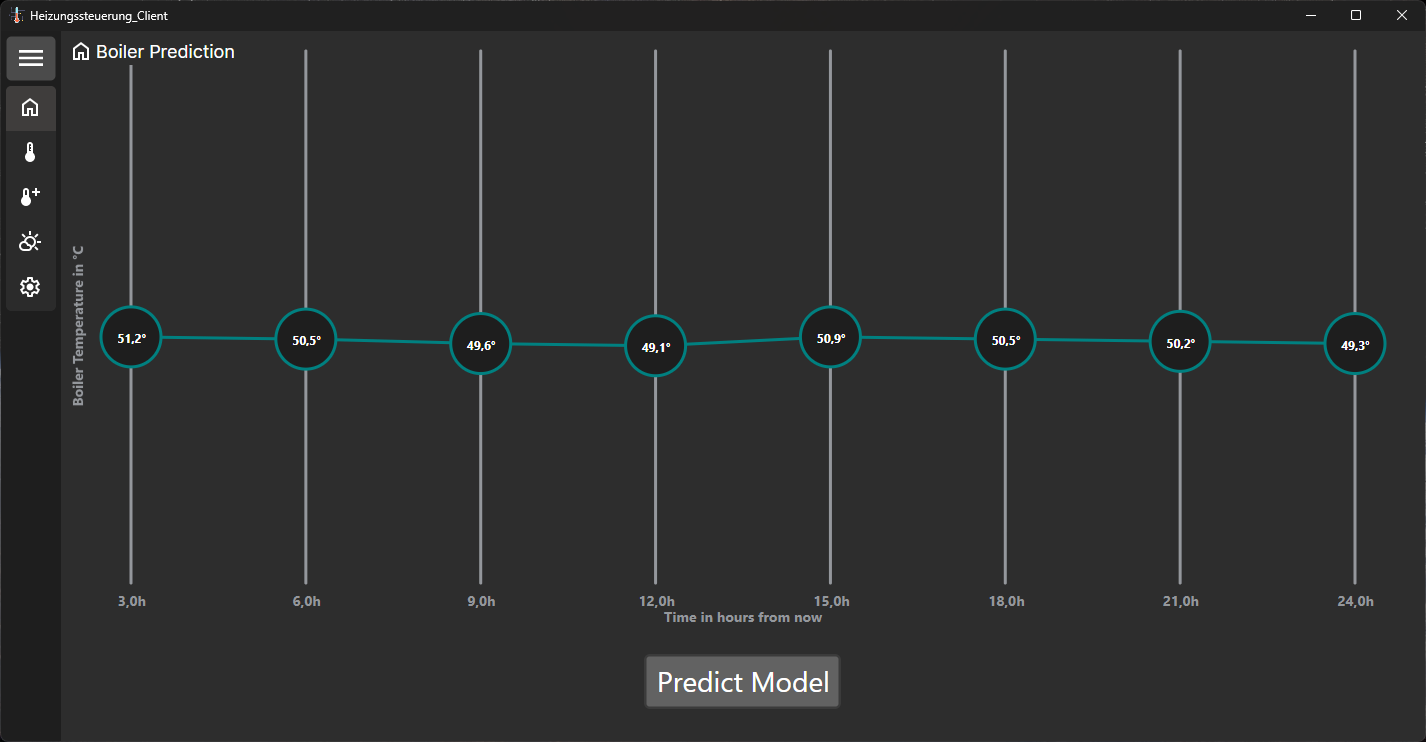 Heizungssteuerung_Client
Boiler Prediction
Boiler Temperature in °C
51,2°
50,5°
49,6°
49,1°
50,9°
50,5°
50,2°
49,3°
3,0h
6,0h
9,0h
12,0h
15,0h
18,0h
21,0h
24,0h
Time in hours from now
Predict Model